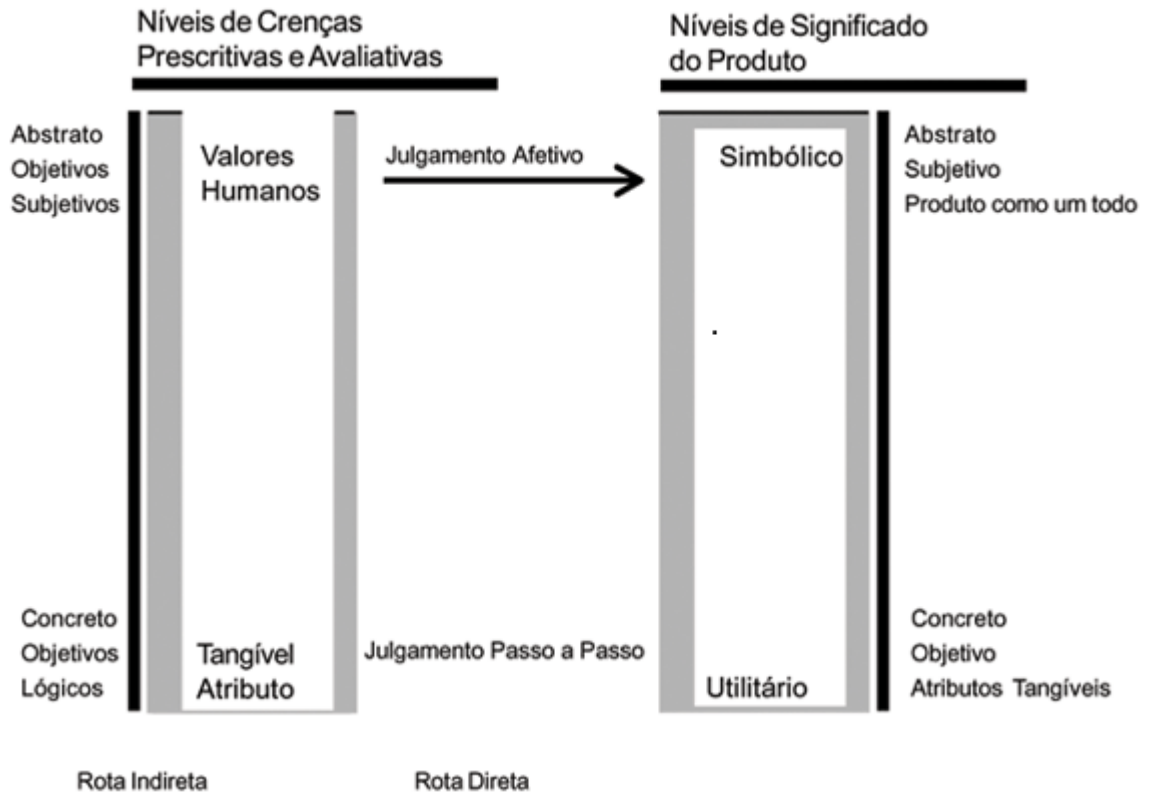 Níveis de Crenças
Prescritivas e Avaliativas
Níveis de Significado
do Produto
Abstrato
Objetivos
Subjetivos
Valores
Humanos
Julgamento Afetivo
Simbólico
Abstrato
Subjetivo
Produto como um todo
Concreto
Objetivos
Lógicos
Tangível
Atributo
Julgamento Passo a Passo
Utilitário
Concreto
Objetivo
Atributos Tangíveis
Rota Indireta
Rota Direta